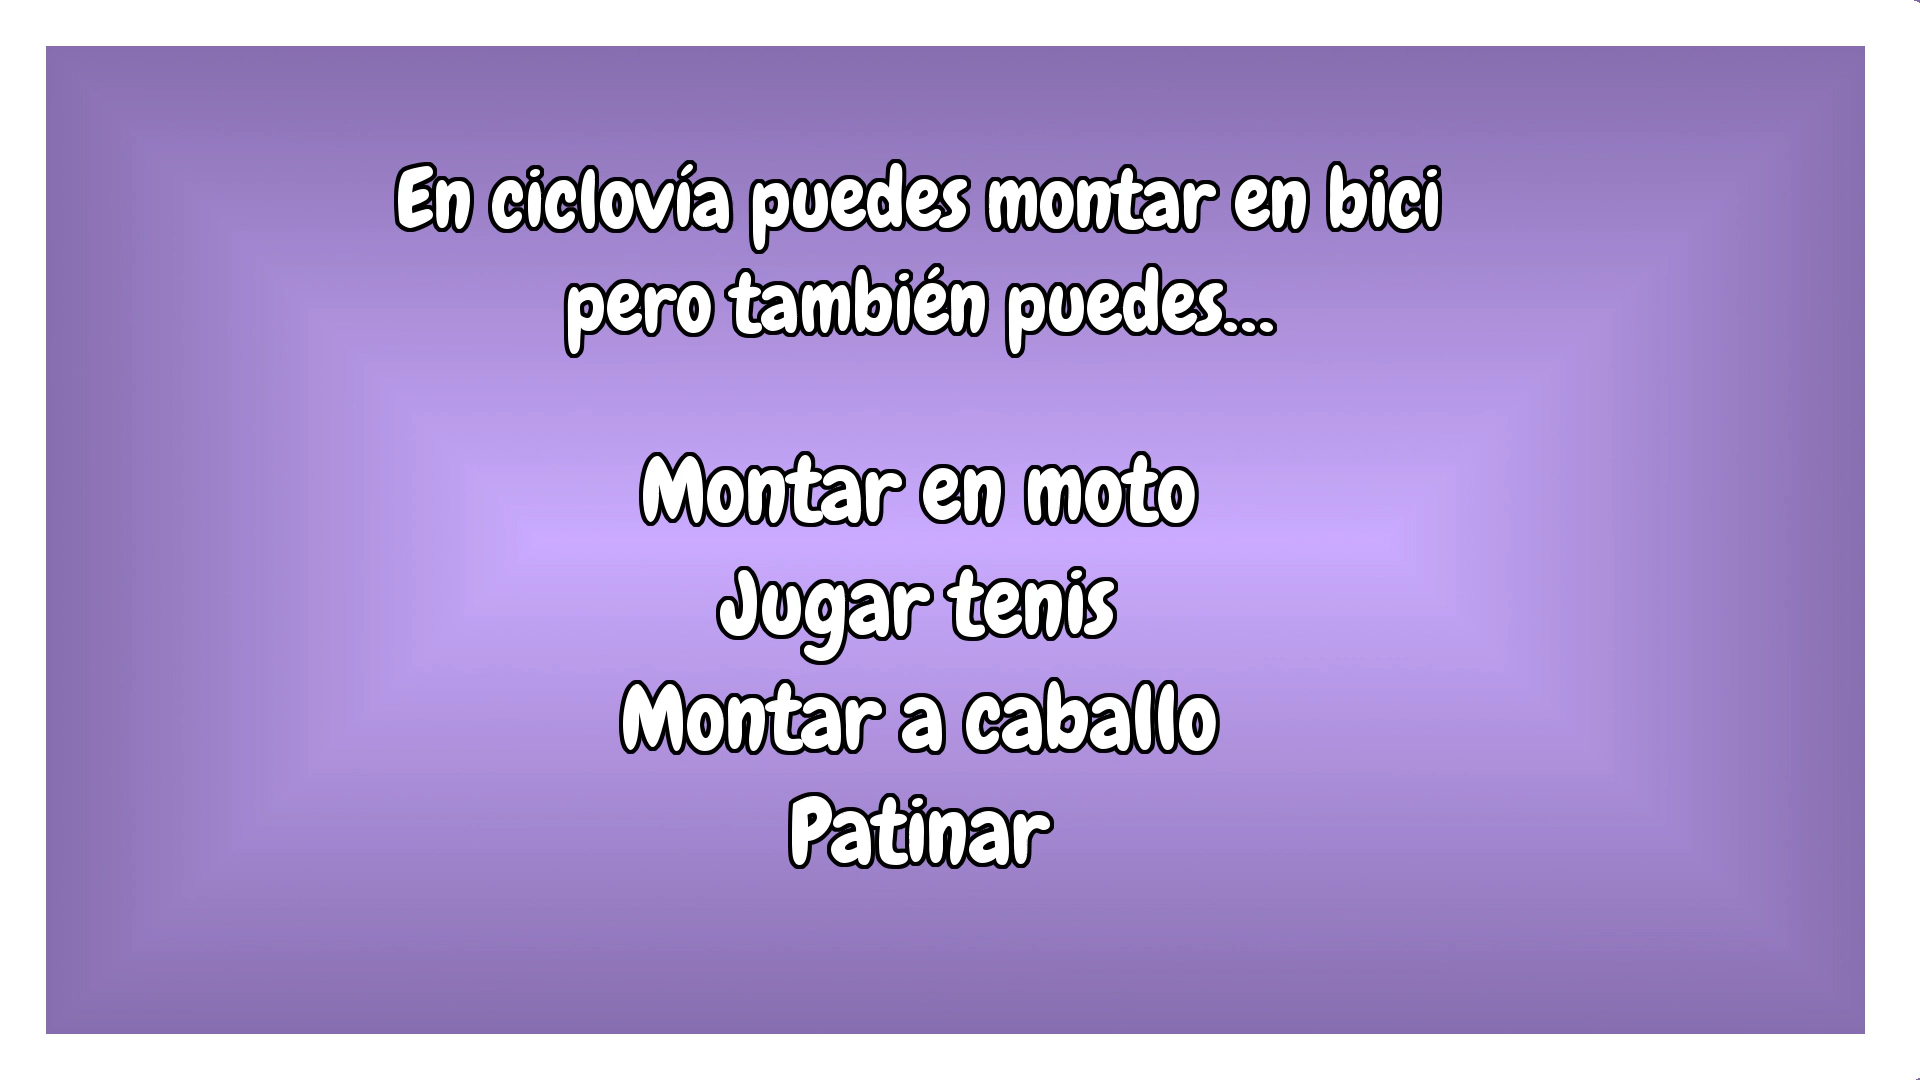 En ciclovía puedes montar en bici
pero también puedes...
Montar en moto
Jugar tenis
Montar a caballo
Patinar